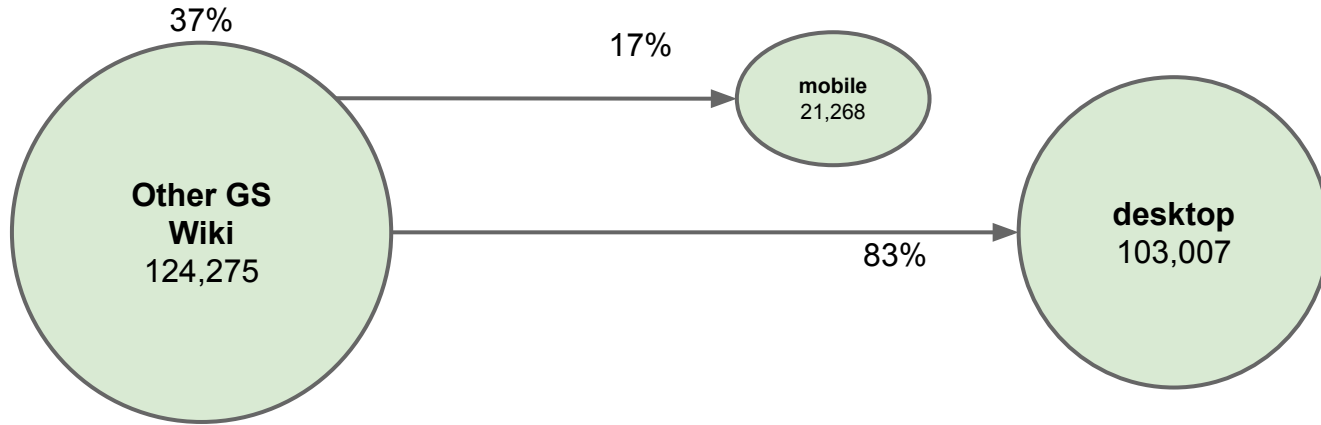 37%
17%
mobile
21,268
Other GS
Wiki
124,275
desktop
103,007
83%